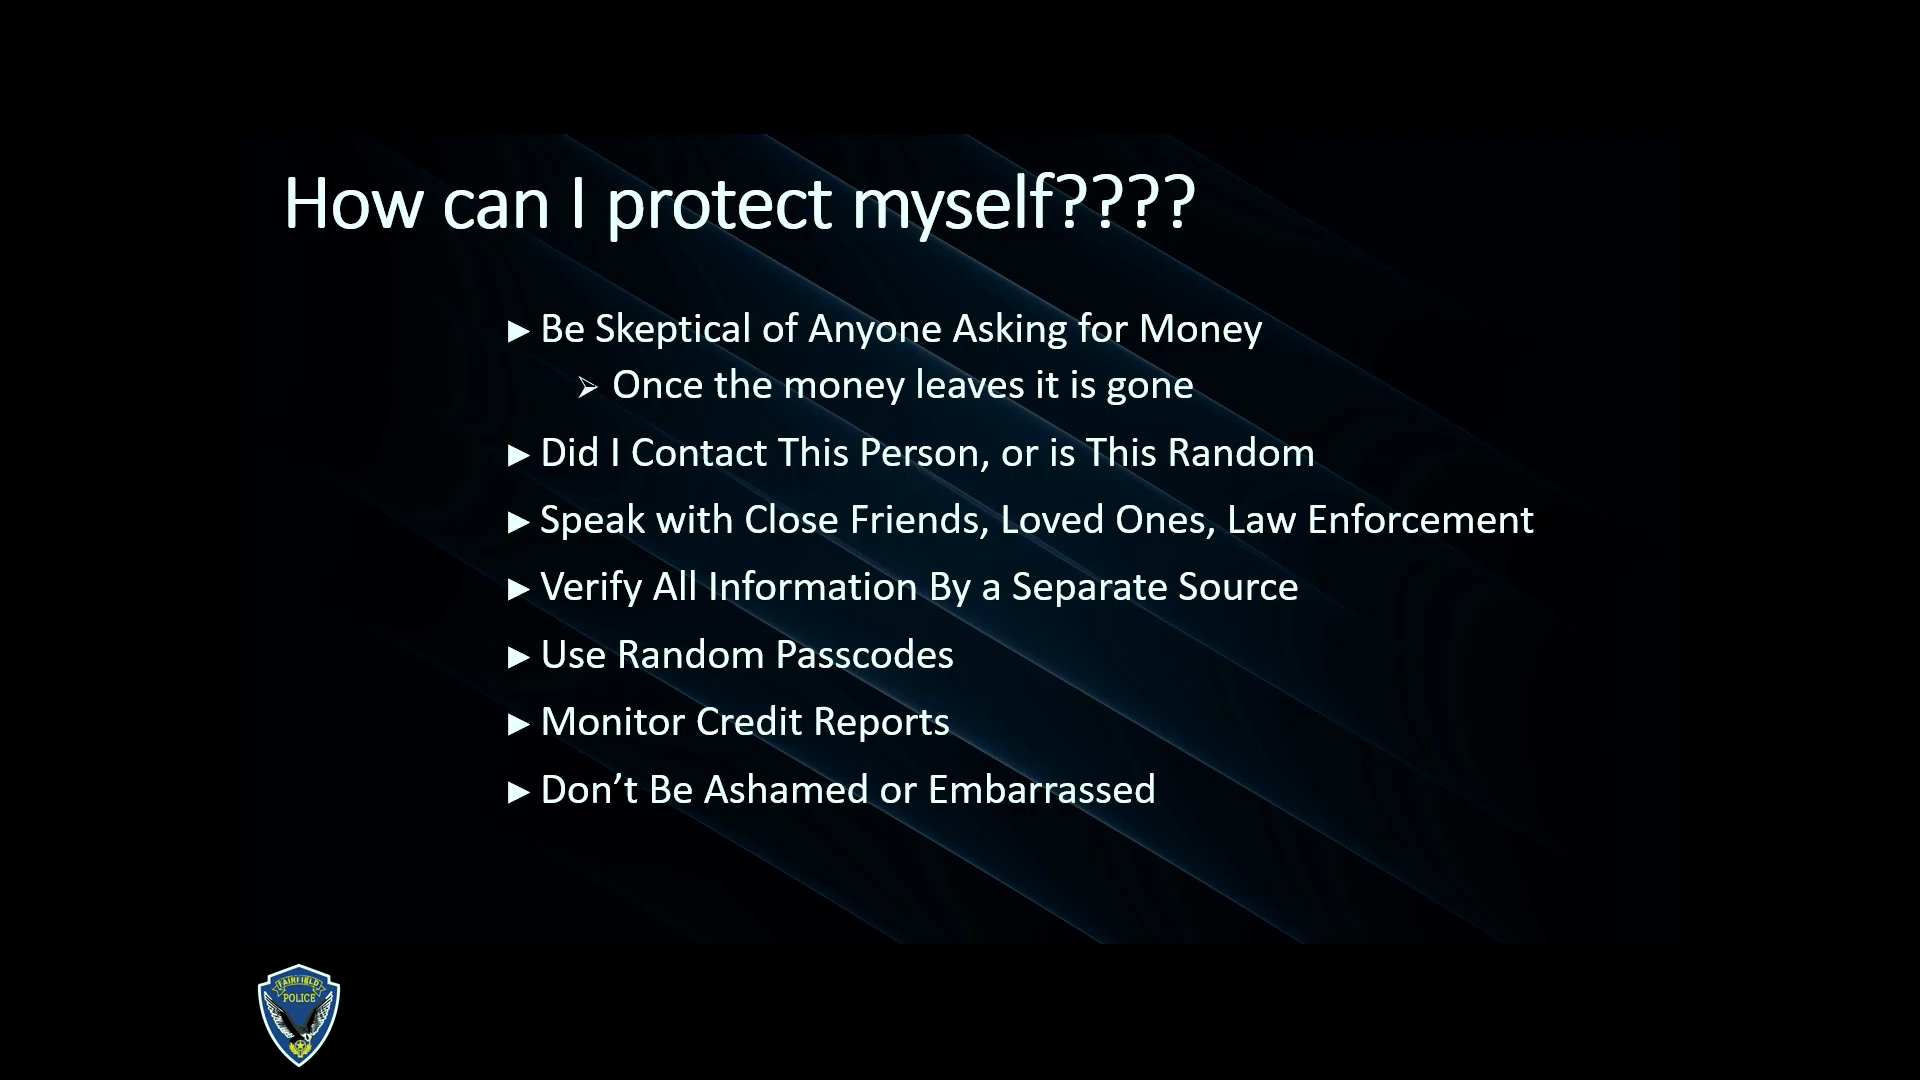 How can I protect myself????
► Be Skeptical of Anyone Asking for Money
➢ Once the money leaves it is gone
► Did I Contact This Person, or is This Random
► Speak with Close Friends, Loved Ones, Law Enforcement
► Verify All Information By a Separate Source
► Use Random Passcodes
► Monitor Credit Reports
► Don’t Be Ashamed or Embarrassed
FAIRFIELD
POLICE